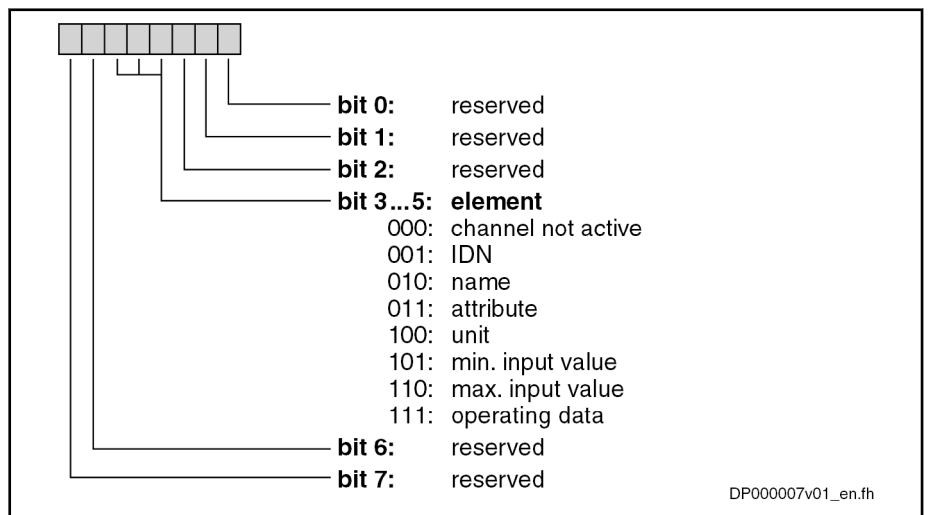 bit 0: reserved
bit 1: reserved
bit 2: reserved
bit 3...5: element
000: channel not active
001: IDN
010: name
011: attribute
100: unit
101: min. input value
110: max. input value
111: operating data
bit 6: reserved
bit 7: reserved
DP000007v01_en.fh